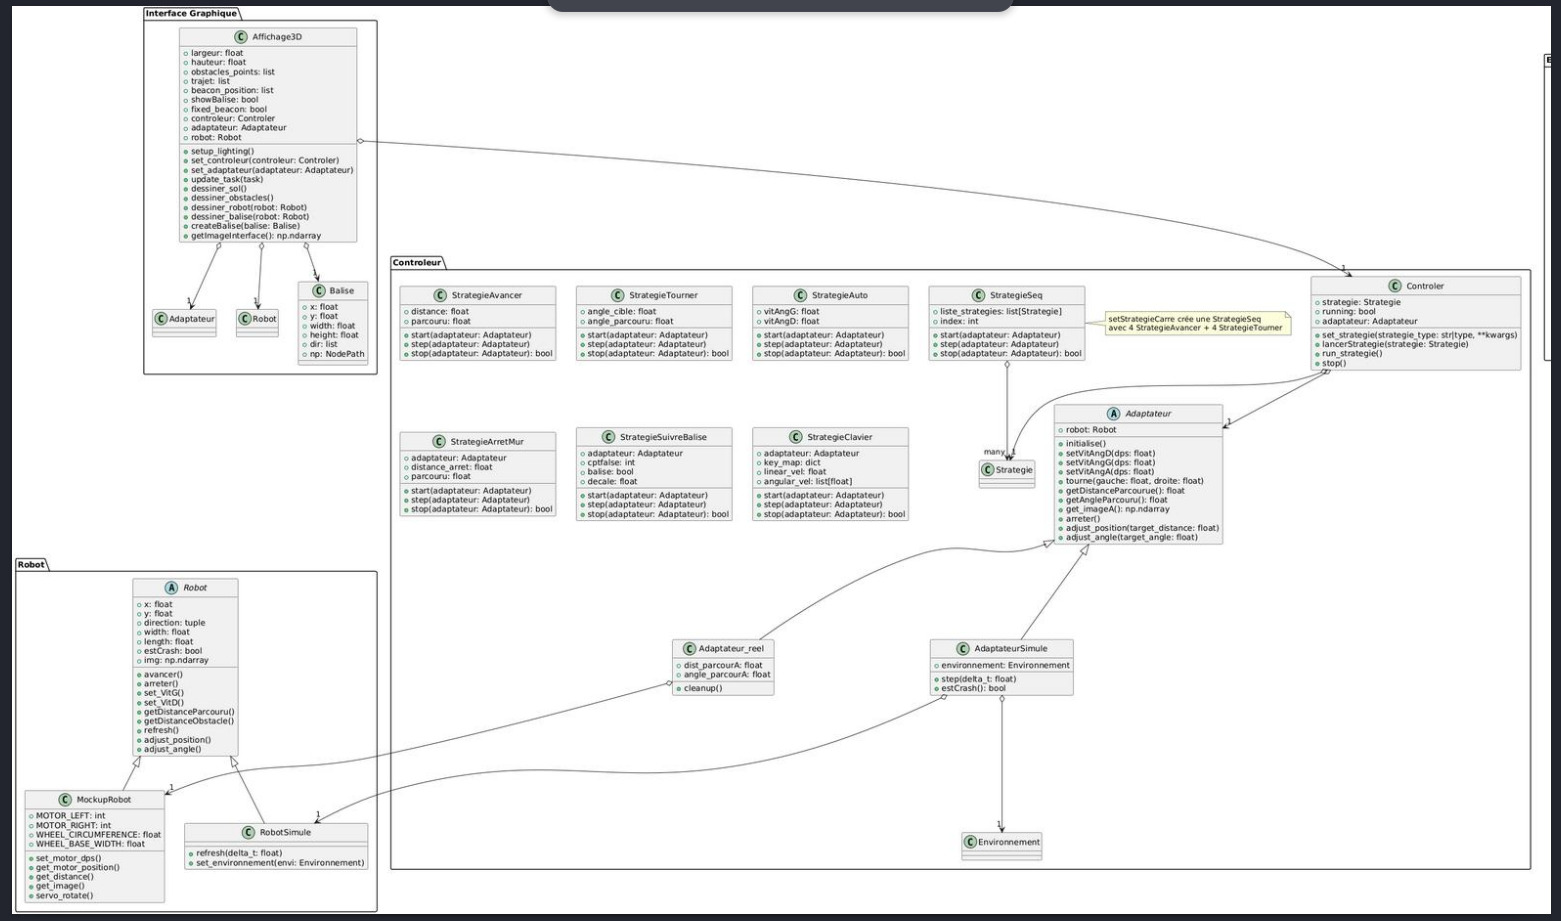 Interface Graphique
C Affichage3D
largeur: float
hauteur: float
obstacles_points: list
trajet: list
beacon_position: list
showBalise: bool
fixed_beacon: bool
controleur: Controler
adaptateur: Adaptateur
robot: Robot
setup_lighting()
set_controleur(controleur: Controler)
set_adaptateur(adaptateur: Adaptateur)
update_task(task)
dessiner_sol()
dessiner_obstacles()
dessiner_robot(robot: Robot)
dessiner_balise(robot: Robot)
createBalise(balise: Balise)
getImageInterface(): np.ndarray
1
1
1
C Adaptateur
C Robot
C Balise
x: float
y: float
width: float
height: float
dir: list
np: NodePath
Controleur
C StrategieAvancer
distance: float
parcouru: float
start(adaptateur: Adaptateur)
step(adaptateur: Adaptateur)
stop(adaptateur: Adaptateur): bool
C StrategieTourner
angle_cible: float
angle_parcouru: float
start(adaptateur: Adaptateur)
step(adaptateur: Adaptateur)
stop(adaptateur: Adaptateur): bool
C StrategieAuto
vitAngG: float
vitAngD: float
start(adaptateur: Adaptateur)
step(adaptateur: Adaptateur)
stop(adaptateur: Adaptateur): bool
C StrategieSeq
liste_strategies: list[Strategie]
index: int
start(adaptateur: Adaptateur)
step(adaptateur: Adaptateur)
stop(adaptateur: Adaptateur): bool
setStrategieCarre crée une StrategieSeq
avec 4 StrategieAvancer + 4 StrategieTourner
1
C Controler
strategie: Strategie
running: bool
adaptateur: Adaptateur
set_strategie(strategie_type: str|type, **kwargs)
lancerStrategie(strategie: Strategie)
run_strategie()
stop()
C StrategieArretMur
adaptateur: Adaptateur
distance_arret: float
parcouru: float
start(adaptateur: Adaptateur)
step(adaptateur: Adaptateur)
stop(adaptateur: Adaptateur): bool
C StrategieSuivreBalise
adaptateur: Adaptateur
cptfalse: int
balise: bool
decale: float
start(adaptateur: Adaptateur)
step(adaptateur: Adaptateur)
stop(adaptateur: Adaptateur): bool
C StrategieClavier
adaptateur: Adaptateur
key_map: dict
linear_vel: float
angular_vel: list[float]
start(adaptateur: Adaptateur)
step(adaptateur: Adaptateur)
stop(adaptateur: Adaptateur): bool
many 1
C Strategie
1
A Adaptateur
robot: Robot
initialise()
setVitAngD(dps: float)
setVitAngG(dps: float)
setVitAngA(dps: float)
tourne(gauche: float, droite: float)
getDistanceParcourue(): float
getAngleParcouru(): float
get_imageA(): np.ndarray
arreter()
adjust_position(target_distance: float)
adjust_angle(target_angle: float)
Robot
A Robot
x: float
y: float
direction: tuple
width: float
length: float
estCrash: bool
img: np.ndarray
avancer()
arreter()
set_VitG()
set_VitD()
getDistanceParcouru()
getDistanceObstacle()
refresh()
adjust_position()
adjust_angle()
C Adaptateur_reel
dist_parcourA: float
angle_parcourA: float
cleanup()
C AdaptateurSimule
environnement: Environnement
step(delta_t: float)
estCrash(): bool
1
C MockupRobot
MOTOR_LEFT: int
MOTOR_RIGHT: int
WHEEL_CIRCUMFERENCE: float
WHEEL_BASE_WIDTH: float
set_motor_dps()
get_motor_position()
get_distance()
get_image()
servo_rotate()
1
C RobotSimule
refresh(delta_t: float)
set_environnement(envi: Environnement)
1
C Environnement